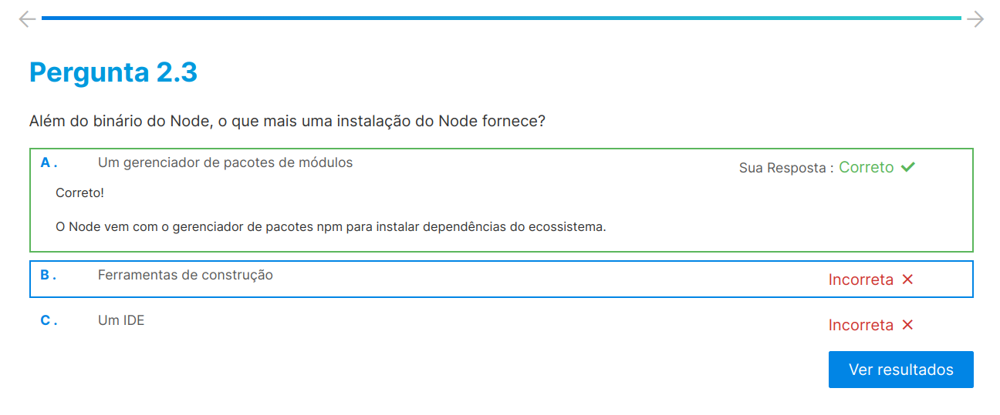 Pergunta 2.3
Além do binário do Node, o que mais uma instalação do Node fornece?
A . Um gerenciador de pacotes de módulos Sua Resposta : Correto
Correto!
O Node vem com o gerenciador de pacotes npm para instalar dependências do ecossistema.
B . Ferramentas de construção Incorreta
C . Um IDE Incorreta
Ver resultados